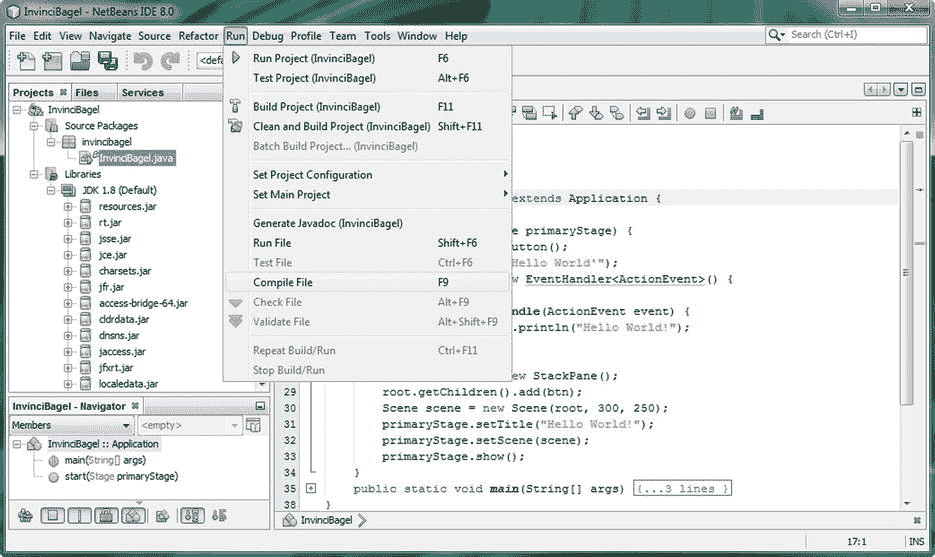 InvinciBagel - NetBeans IDE 8.0
File Edit View Navigate Source Refactor Run Debug Profile Team Tools Window Help
Search (Ctrl+I)
<defa
Run Project (InvinciBagel) F6
Test Project (InvinciBagel) Alt+F6
Build Project (InvinciBagel) F11
Clean and Build Project (InvinciBagel) Shift+F11
Batch Build Project... (InvinciBagel)
Set Project Configuration
Set Main Project
Generate Javadoc (InvinciBagel)
Run File Shift+F6
Test File Ctrl+F6
Compile File F9
Check File Alt+F9
Validate File Alt+Shift+F9
Repeat Build/Run Ctrl+F11
Stop Build/Run
Projects Files Services
InvinciBagel
Source Packages
invincibagel
InvinciBagel.java
Libraries
JDK 1.8 (Default)
resources.jar
rt.jar
jsse.jar
jce.jar
charsets.jar
jfr.jar
access-bridge-64.jar
cldrdata.jar
dnsns.jar
jaccess.jar
jfxrt.jar
localedata.jar
InvinciBagel - Navigator
Members <empty>
InvinciBagel :: Application
main(String[] args)
start(Stage primaryStage)
extends Application {
e primaryStage) {
utton();
Hello World'");
w EventHandler<ActionEvent>() {
ndle(ActionEvent event) {
.println("Hello World!");
ew StackPane();
29 root.getChildren().add(btn);
30 Scene scene = new Scene(root, 300, 250);
31 primaryStage.setTitle("Hello World!");
32 primaryStage.setScene(scene);
33 primaryStage.show();
34 }
35 public static void main(String[] args) {...3 lines }
38 }
InvinciBagel
17:1 INS